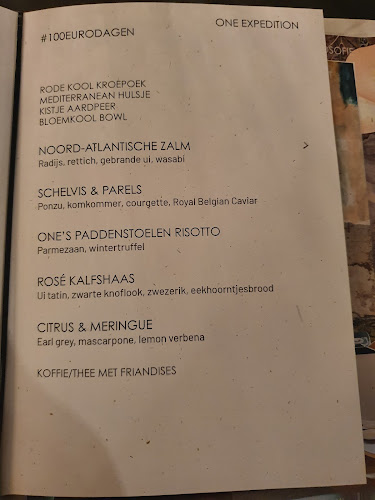 #100EURODAGEN
ONE EXPEDITION
RODE KOOL KROEPOEK
MEDITERRANEAN HULSJE
KISTJE AARDPEER
BLOEMKOOL BOWL
NOORD-ATLANTISCHE ZALM >
Radijs, rettich, gebrande ui, wasabi
SCHELVIS & PARELS
Ponzu, komkommer, courgette, Royal Belgian Caviar
ONE'S PADDENSTOELEN RISOTTO
Parmezaan, wintertruffel
ROSÉ KALFSHAAS
Ui tatin, zwarte knoflook, zwezerik, eekhoorntjesbrood
CITRUS & MERINGUE
Earl grey, mascarpone, lemon verbena
KOFFIE/THEE MET FRIANDISES